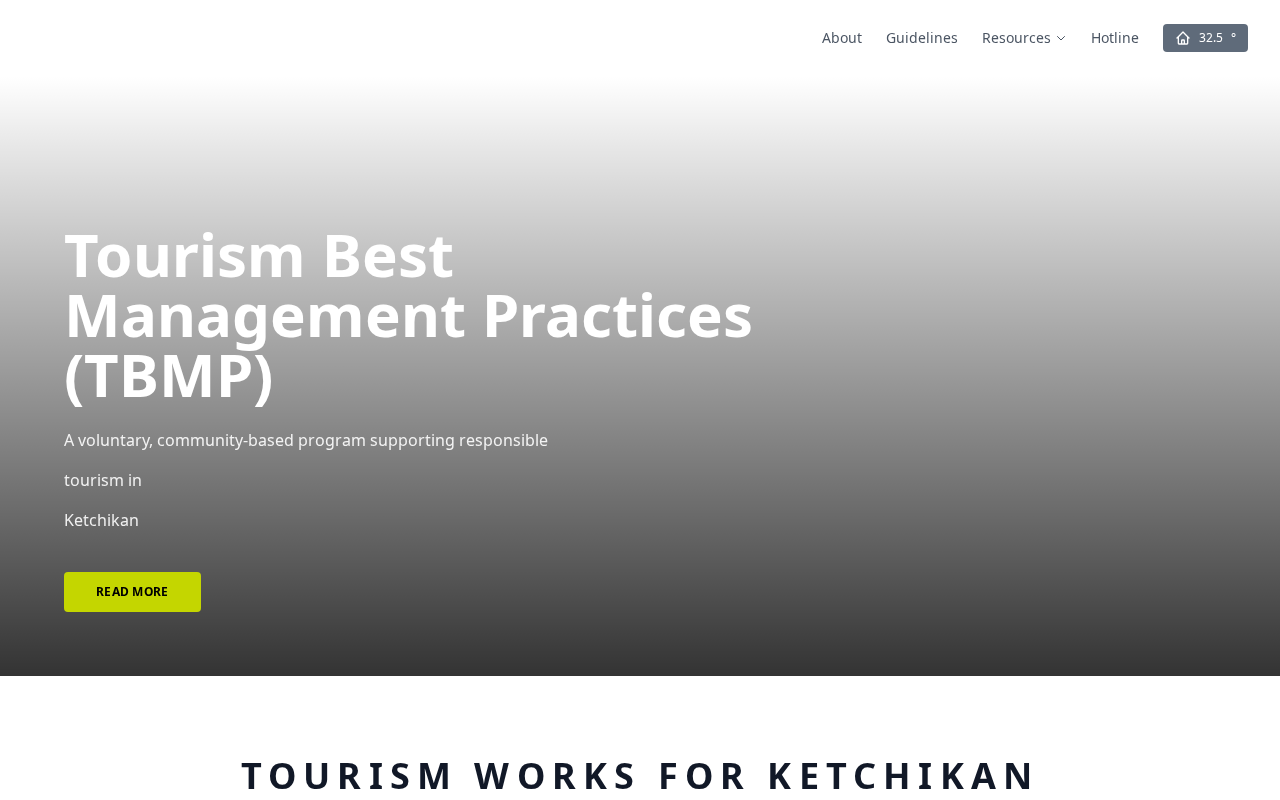 About Guidelines Resources Hotline 32.5 °
Tourism Best
Management Practices
(TBMP)
A voluntary, community-based program supporting responsible
tourism in
Ketchikan
READ MORE
TOURISM WORKS FOR KETCHIKAN